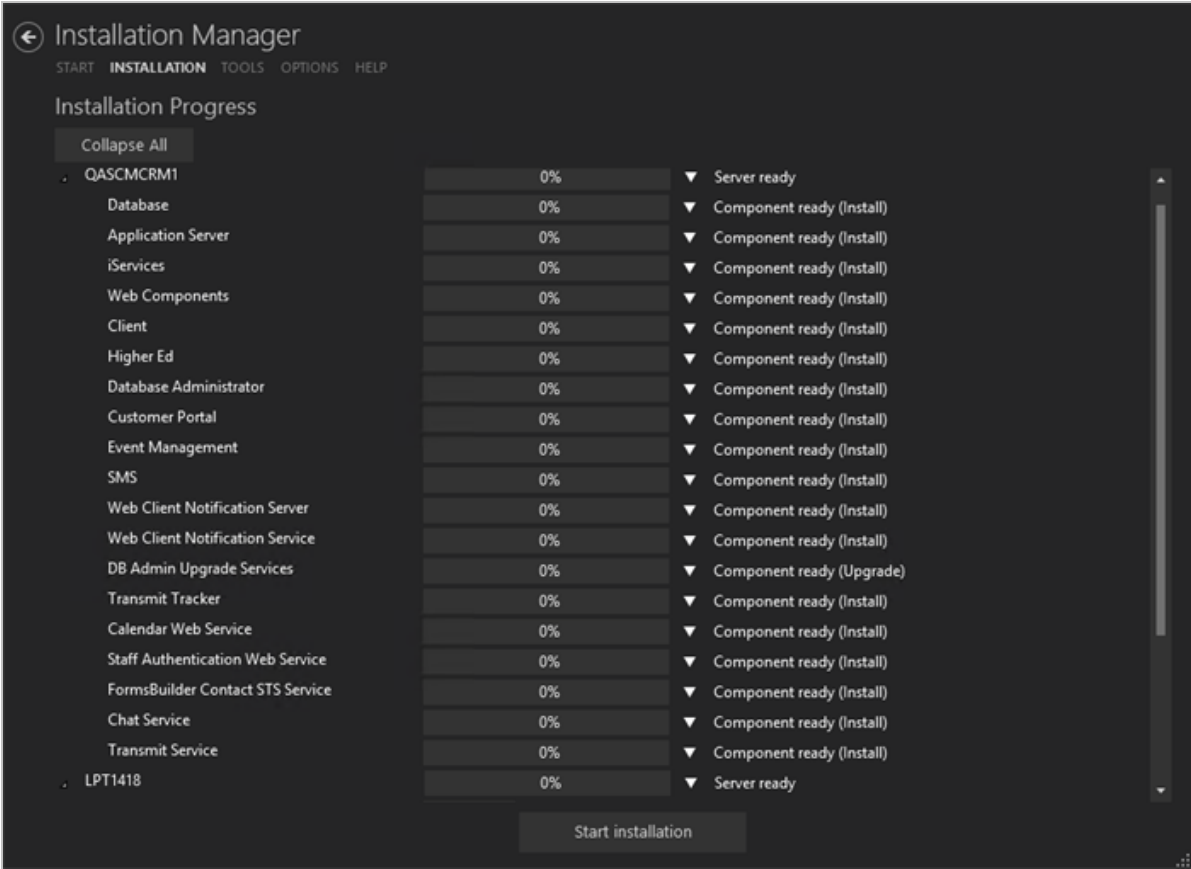 Installation Manager
START INSTALLATION TOOLS OPTIONS HELP
Installation Progress
Collapse All
QASCMCRM1 0% Server ready
Database 0% Component ready (Install)
Application Server 0% Component ready (Install)
iServices 0% Component ready (Install)
Web Components 0% Component ready (Install)
Client 0% Component ready (Install)
Higher Ed 0% Component ready (Install)
Database Administrator 0% Component ready (Install)
Customer Portal 0% Component ready (Install)
Event Management 0% Component ready (Install)
SMS 0% Component ready (Install)
Web Client Notification Server 0% Component ready (Install)
Web Client Notification Service 0% Component ready (Install)
DB Admin Upgrade Services 0% Component ready (Upgrade)
Transmit Tracker 0% Component ready (Install)
Calendar Web Service 0% Component ready (Install)
Staff Authentication Web Service 0% Component ready (Install)
FormsBuilder Contact STS Service 0% Component ready (Install)
Chat Service 0% Component ready (Install)
Transmit Service 0% Component ready (Install)
LPT1418 0% Server ready
Start installation